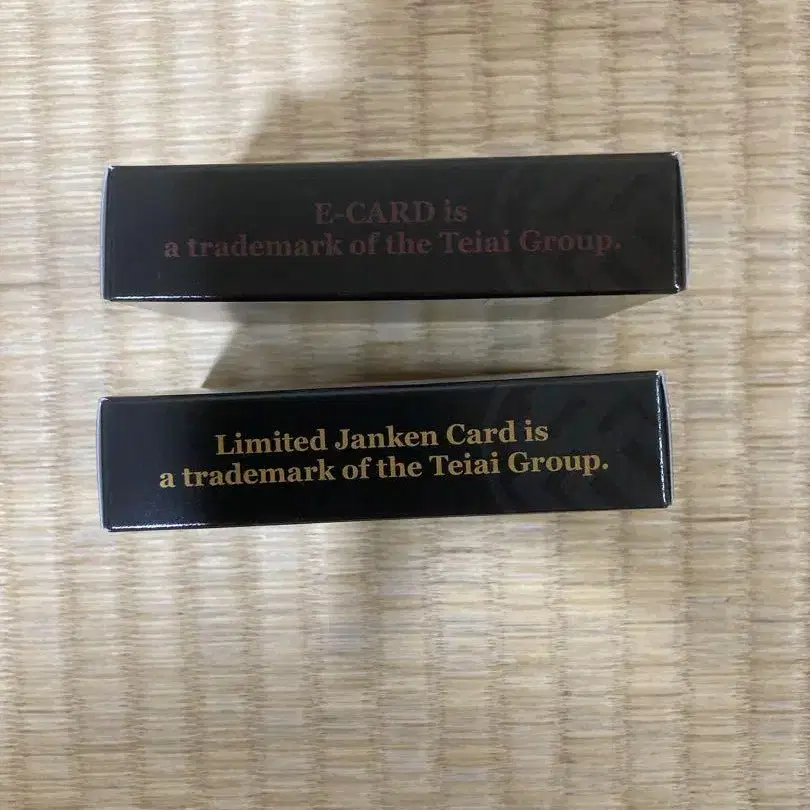 E-CARD is
a trademark of the Teiai Group.
Limited Janken Card is
a trademark of the Teiai Group.